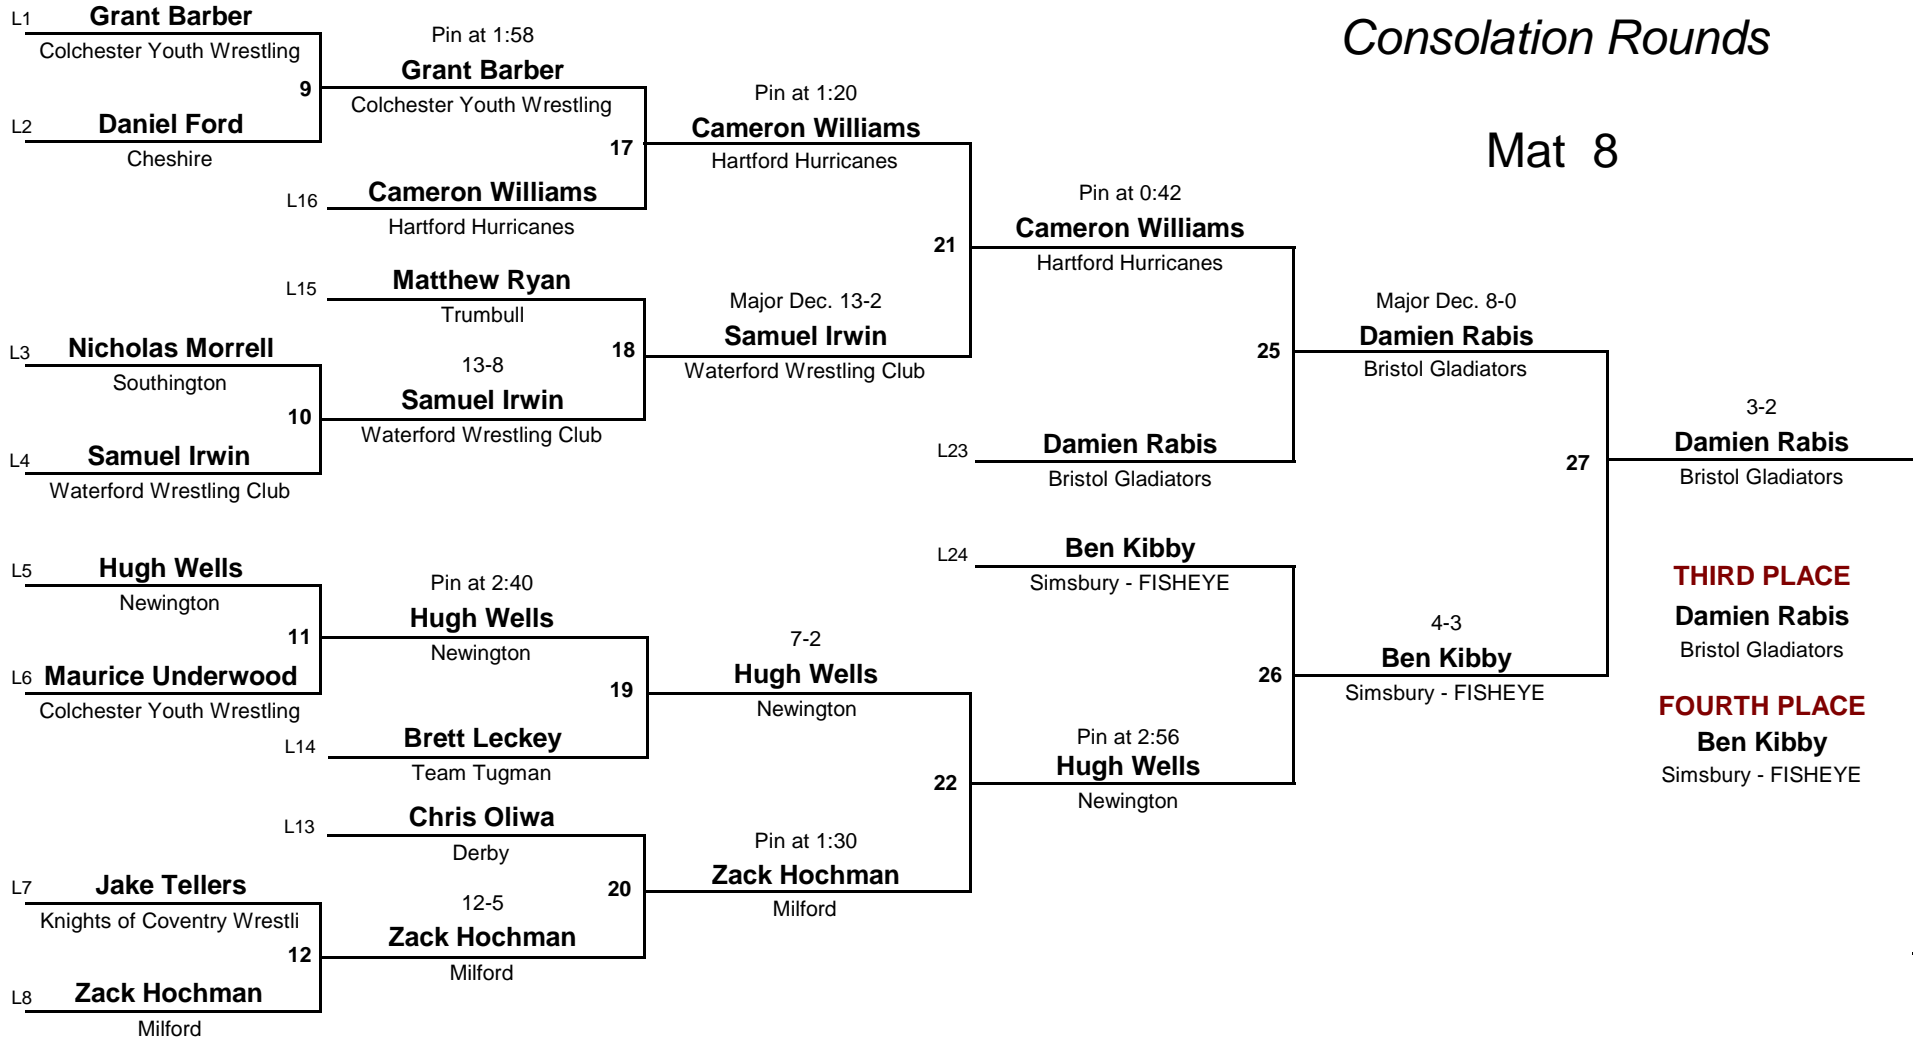 Consolation Rounds
Mat 8
L1
Grant Barber
Colchester Youth Wrestling
9
L2
Daniel Ford
Cheshire
L3
Nicholas Morrell
Southington
10
L4
Samuel Irwin
Waterford Wrestling Club
L5
Hugh Wells
Newington
11
L6
Maurice Underwood
Colchester Youth Wrestling
L7
Jake Tellers
Knights of Coventry Wrestli
12
L8
Zack Hochman
Milford
Pin at 1:58
Grant Barber
Colchester Youth Wrestling
17
L16
Cameron Williams
Hartford Hurricanes
L15
Matthew Ryan
Trumbull
18
13-8
Samuel Irwin
Waterford Wrestling Club
Pin at 2:40
Hugh Wells
Newington
19
L14
Brett Leckey
Team Tugman
L13
Chris Oliwa
Derby
20
12-5
Zack Hochman
Milford
Pin at 1:20
Cameron Williams
Hartford Hurricanes
21
Major Dec. 13-2
Samuel Irwin
Waterford Wrestling Club
7-2
Hugh Wells
Newington
22
Pin at 1:30
Zack Hochman
Milford
Pin at 0:42
Cameron Williams
Hartford Hurricanes
25
L23
Damien Rabis
Bristol Gladiators
L24
Ben Kibby
Simsbury - FISHEYE
26
Pin at 2:56
Hugh Wells
Newington
Major Dec. 8-0
Damien Rabis
Bristol Gladiators
27
4-3
Ben Kibby
Simsbury - FISHEYE
3-2
Damien Rabis
Bristol Gladiators
THIRD PLACE
Damien Rabis
Bristol Gladiators
FOURTH PLACE
Ben Kibby
Simsbury - FISHEYE